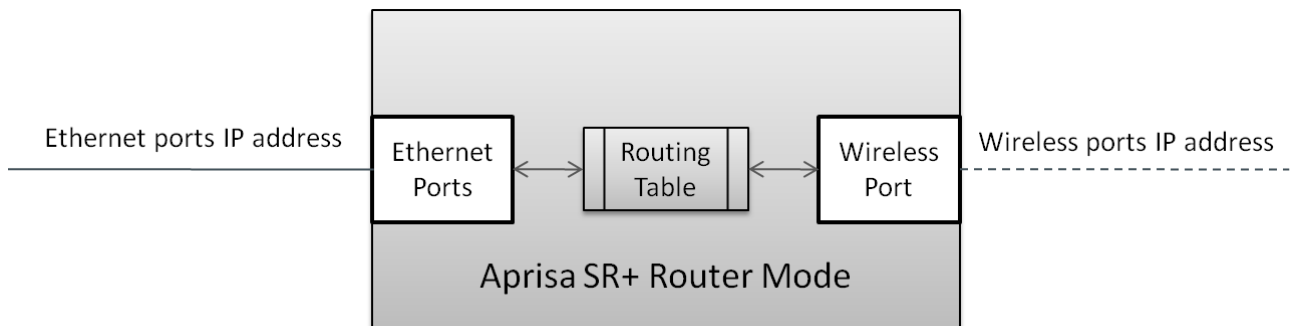 Ethernet ports IP address
Ethernet
Ports
Routing
Table
Wireless
Port
Wireless ports IP address
Aprisa SR+ Router Mode